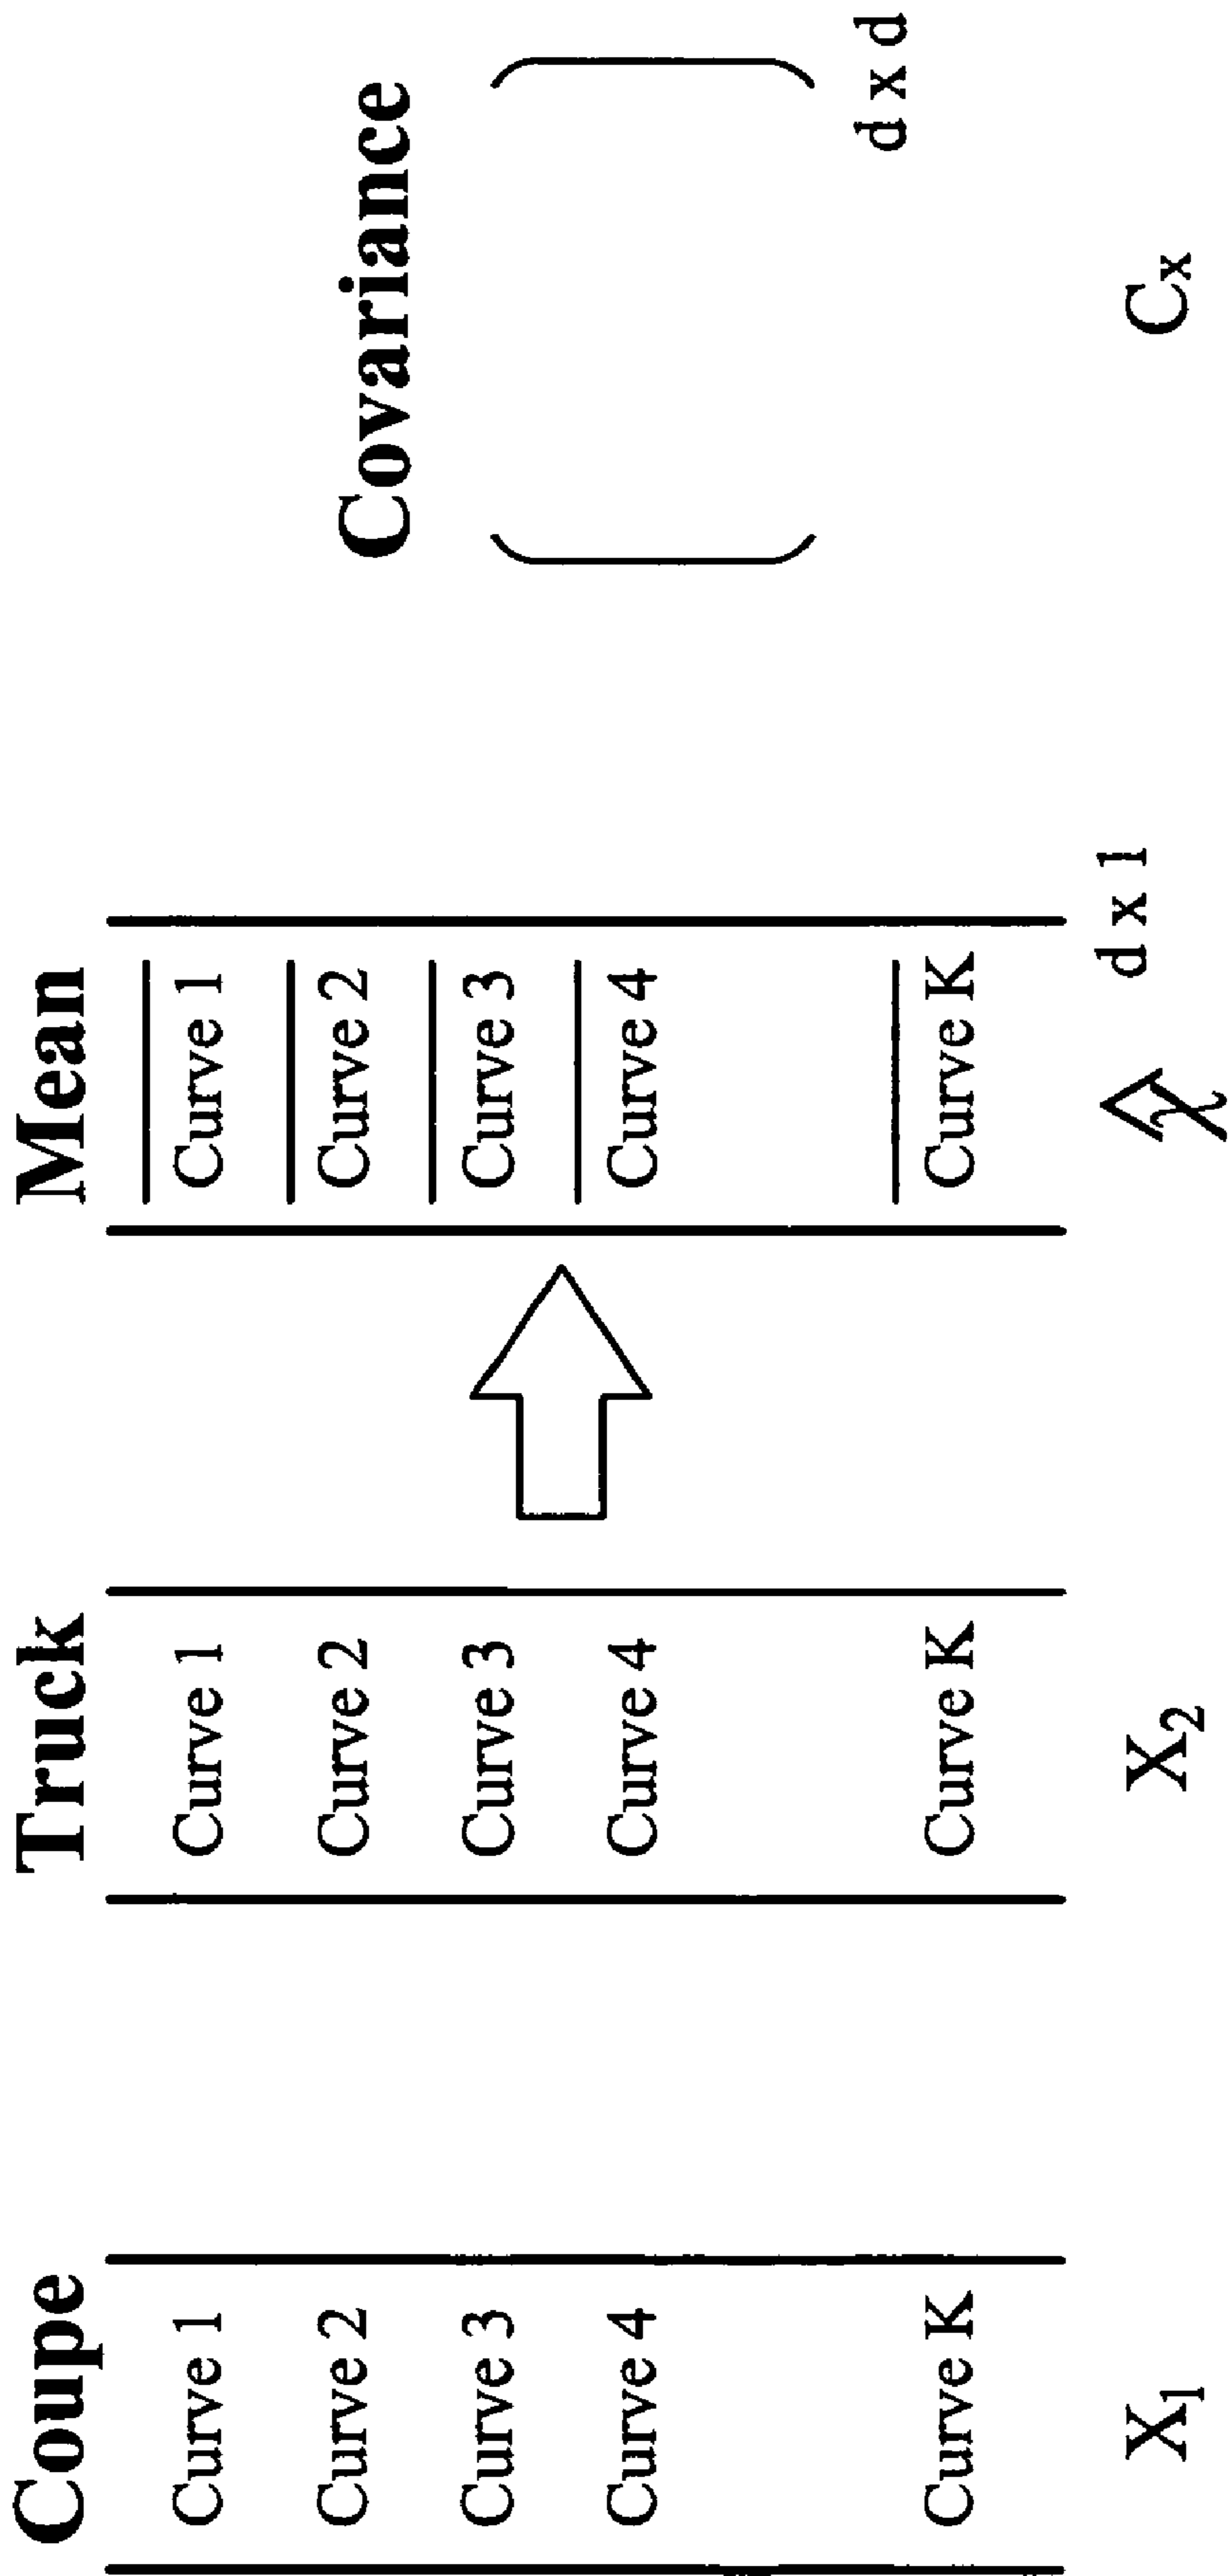 Coupe
Curve 1
Curve 2
Curve 3
Curve 4
Curve K
X₁
Truck
Curve 1
Curve 2
Curve 3
Curve 4
Curve K
X₂
Mean
Curve 1
Curve 2
Curve 3
Curve 4
Curve K
d x 1
χ̂
Covariance
d x d
Cₓ